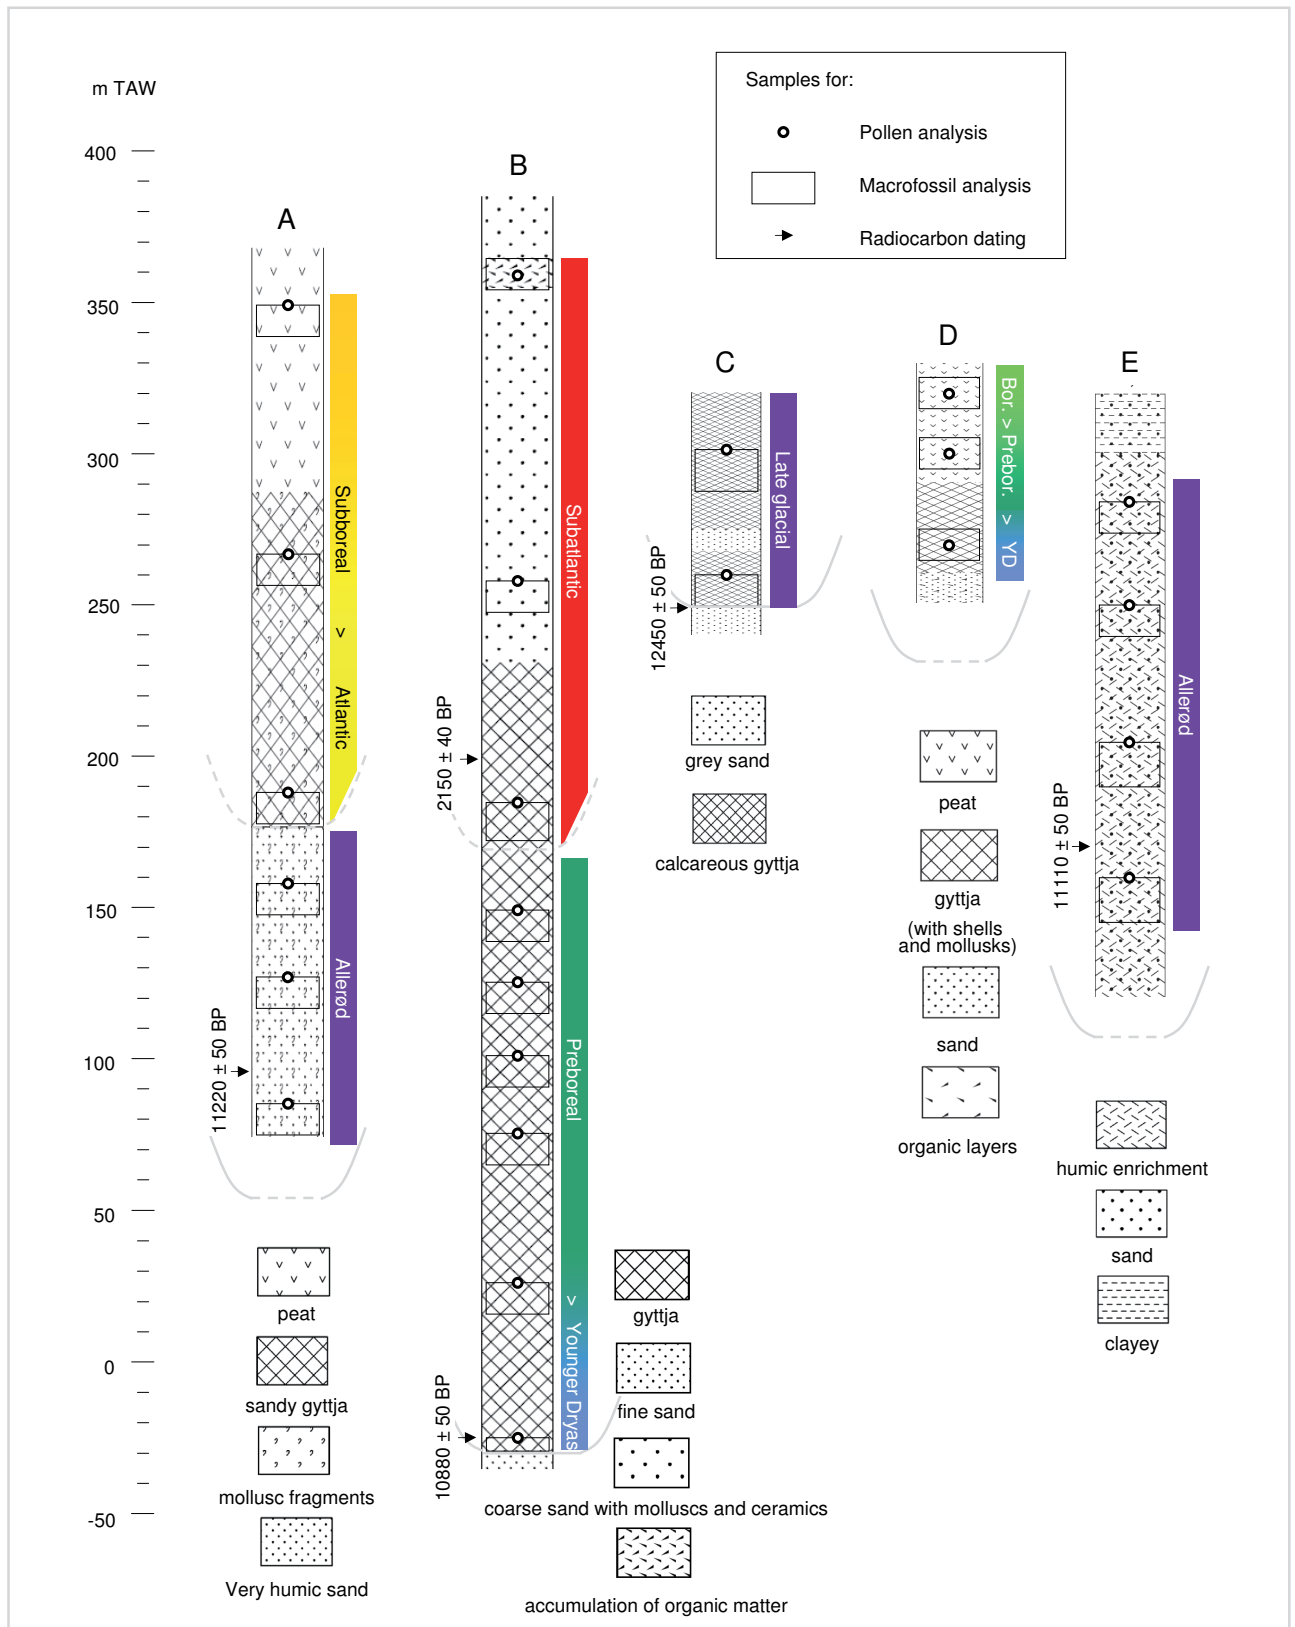 m TAW
400
350
300
250
200
150
100
50
0
-50
Samples for:
Pollen analysis
Macrofossil analysis
Radiocarbon dating
A
Subboreal > Atlantic
Allerød
11220 ± 50 BP
peat
sandy gyttja
mollusc fragments
Very humic sand
B
Subatlantic
2150 ± 40 BP
Preboreal > Younger Dryas
10880 ± 50 BP
gyttja
fine sand
coarse sand with molluscs and ceramics
accumulation of organic matter
C
Late glacial
12450 ± 50 BP
grey sand
calcareous gyttja
D
Bor. > Prebor. > YD
peat
gyttja
(with shells
and mollusks)
sand
organic layers
E
Allerød
11110 ± 50 BP
humic enrichment
sand
clayey